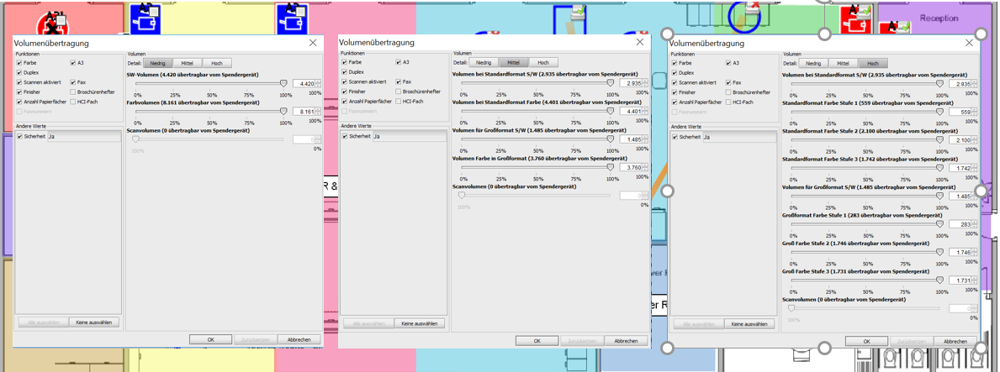 Reception
Volumenübertragung
Funktionen
Farbe
A3
Duplex
Scannen aktiviert
Fax
Finisher
Broschürenhefter
Anzahl Papierfächer
HCI-Fach
Faxnummern
Andere Werte
Sicherheit Ja
Alle auswählen Keine auswählen
Volumen
Detail: Niedrig Mittel Hoch
SW-Volumen (4.420 übertragbar vom Spendergerät)
4.420
0% 25% 50% 75% 100% 100%
Farbvolumen (8.161 übertragbar vom Spendergerät)
8.161
0% 25% 50% 75% 100% 100%
Scanvolumen (0 übertragbar vom Spendergerät)
0
100% 0%
OK Zurücksetzen Abbrechen
R &
Volumenübertragung
Funktionen
Farbe
A3
Duplex
Scannen aktiviert
Fax
Finisher
Broschürenhefter
Anzahl Papierfächer
HCI-Fach
Faxnummern
Andere Werte
Sicherheit Ja
Alle auswählen Keine auswählen
Volumen
Detail: Niedrig Mittel Hoch
Volumen bei Standardformat S/W (2.935 übertragbar vom Spendergerät)
2.935
0% 25% 50% 75% 100% 100%
Volumen bei Standardformat Farbe (4.401 übertragbar vom Spendergerät)
4.401
0% 25% 50% 75% 100% 100%
Volumen für Großformat S/W (1.485 übertragbar vom Spendergerät)
1.485
0% 25% 50% 75% 100% 100%
Volumen Farbe in Großformat (3.760 übertragbar vom Spendergerät)
3.760
0% 25% 50% 75% 100% 100%
Scanvolumen (0 übertragbar vom Spendergerät)
0
100% 0%
OK Zurücksetzen Abbrechen
er R
Volumenübertragung
Funktionen
Farbe
A3
Duplex
Scannen aktiviert
Fax
Finisher
Broschürenhefter
Anzahl Papierfächer
HCI-Fach
Faxnummern
Andere Werte
Sicherheit Ja
Alle auswählen Keine auswählen
Volumen
Detail: Niedrig Mittel Hoch
Volumen bei Standardformat S/W (2.935 übertragbar vom Spendergerät)
2.935
0% 25% 50% 75% 100% 100%
Standardformat Farbe Stufe 1 (559 übertragbar vom Spendergerät)
559
0% 25% 50% 75% 100% 100%
Standardformat Farbe Stufe 2 (2.100 übertragbar vom Spendergerät)
2.100
0% 25% 50% 75% 100% 100%
Standardformat Farbe Stufe 3 (1.742 übertragbar vom Spendergerät)
1.742
0% 25% 50% 75% 100% 100%
Volumen für Großformat S/W (1.485 übertragbar vom Spendergerät)
1.485
0% 25% 50% 75% 100% 100%
Großformat Farbe Stufe 1 (283 übertragbar vom Spendergerät)
283
0% 25% 50% 75% 100% 100%
Groß Farbe Stufe 2 (1.746 übertragbar vom Spendergerät)
1.746
0% 25% 50% 75% 100% 100%
Groß Farbe Stufe 3 (1.731 übertragbar vom Spendergerät)
1.731
0% 25% 50% 75% 100% 100%
Scanvolumen (0 übertragbar vom Spendergerät)
0
100% 0%
OK Zurücksetzen Abbrechen